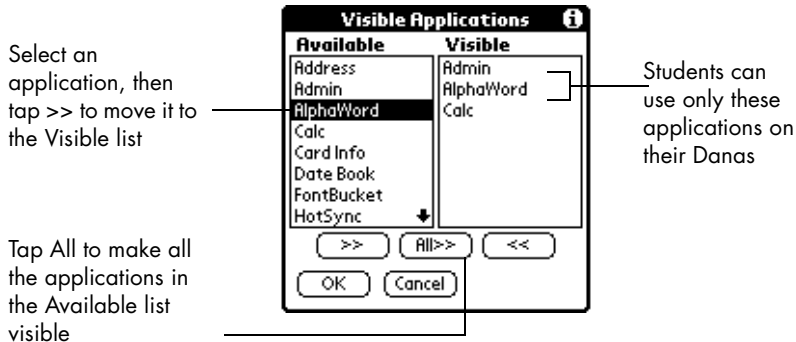 Visible Applications
Available
Visible
Address
Admin
AlphaWord
Calc
Card Info
Date Book
FontBucket
HotSync
Admin
AlphaWord
Calc
>>
All>>
<<
OK
Cancel
Select an
application, then
tap >> to move it to
the Visible list
Tap All to make all
the applications in
the Available list
visible
Students can
use only these
applications on
their Danas